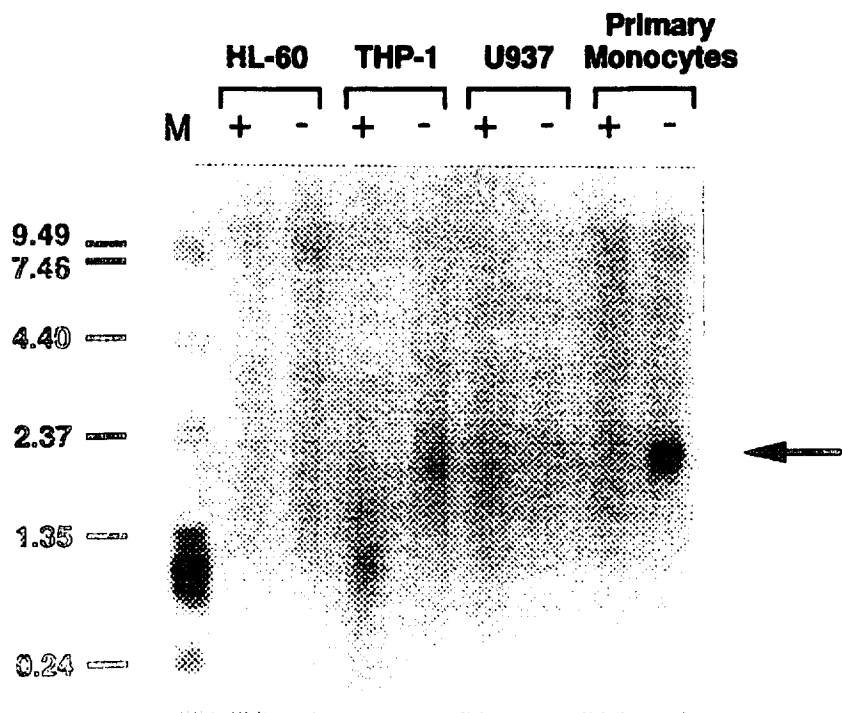 Primary
HL-60 THP-1 U937 Monocytes
M + - + - + - + -
9.49
7.46
4.40
2.37
1.35
0.24